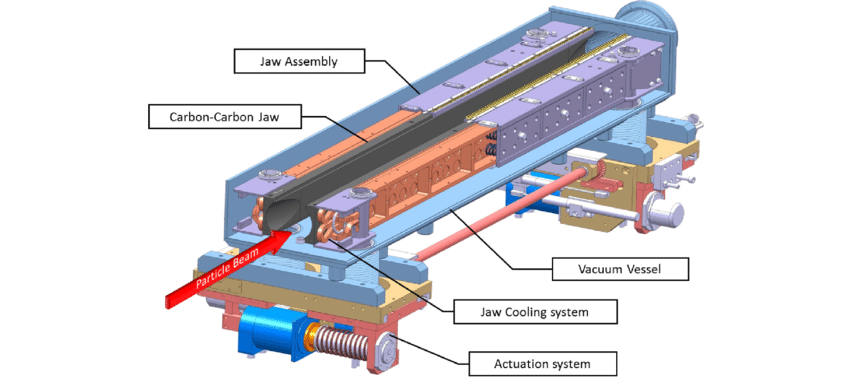 Jaw Assembly
Carbon-Carbon Jaw
Particle Beam
Vacuum Vessel
Jaw Cooling system
Actuation system